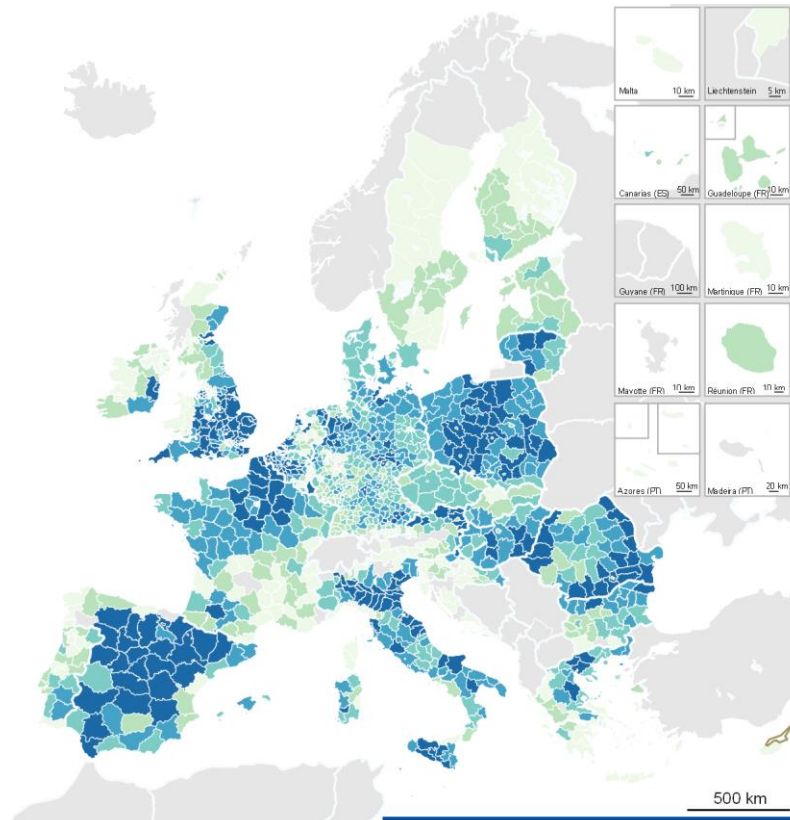 Malta 10 km
Liechtenstein 5 km
Canarias (ES) 50 km
Guadeloupe (FR) 10 km
Guyane (FR) 100 km
Martinique (FR) 10 km
Mayotte (FR) 10 km
Réunion (FR) 10 km
Azores (PT) 50 km
Madeira (PT) 20 km
500 km